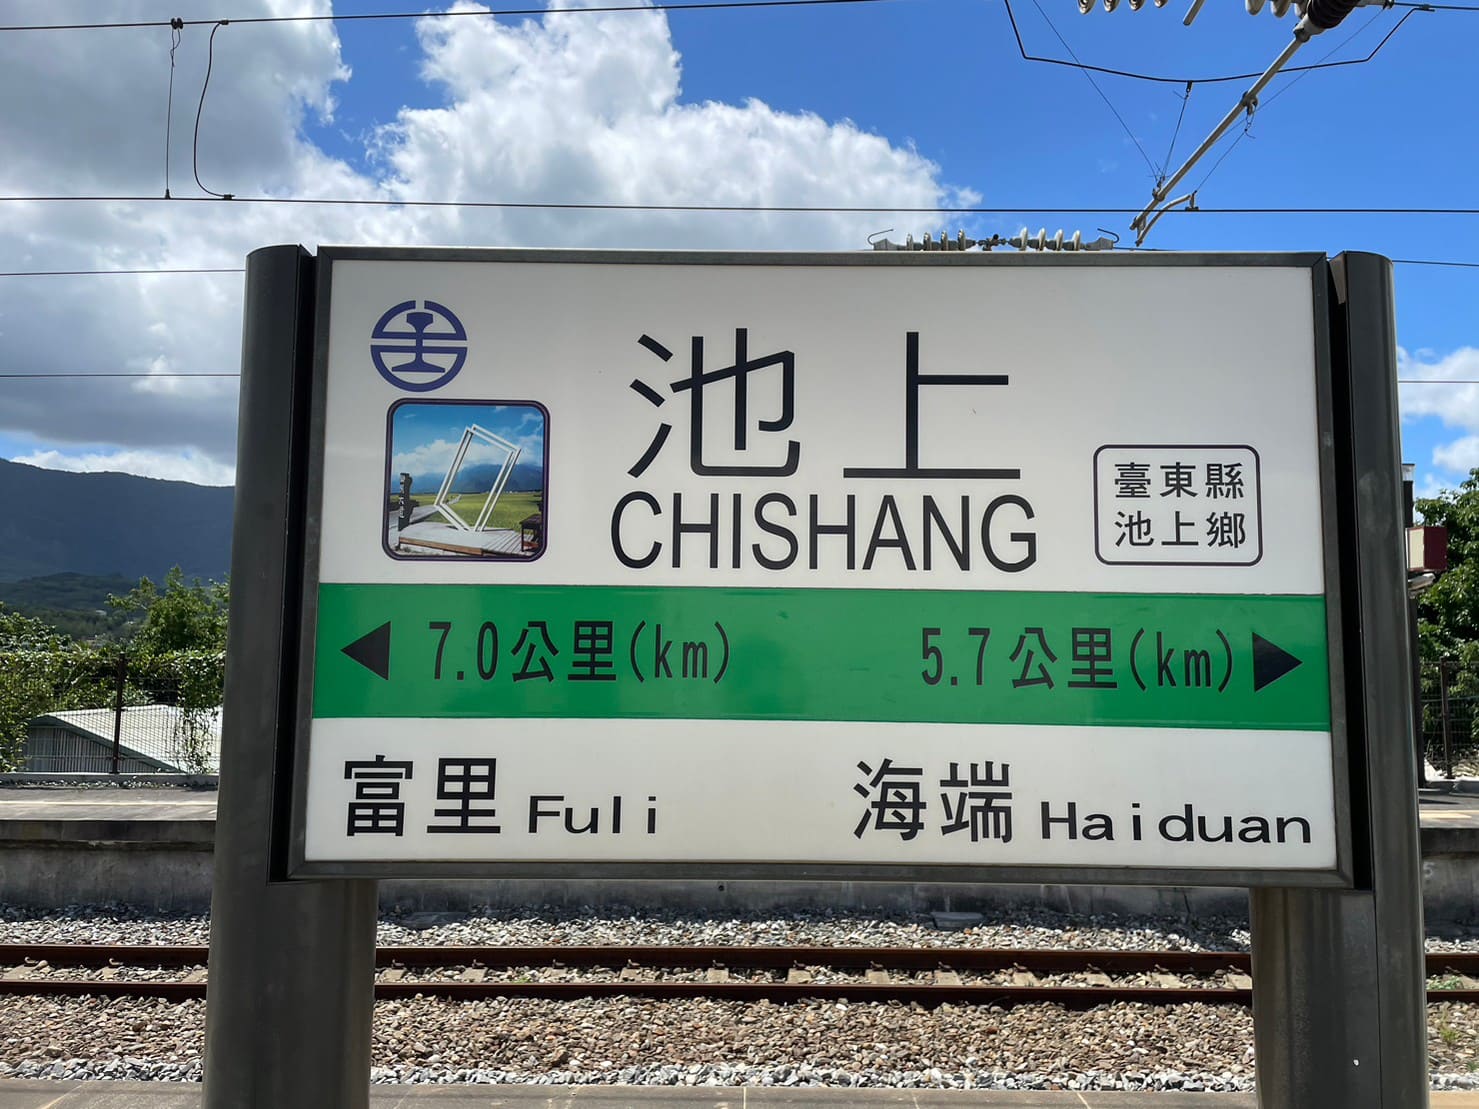 池上
CHISHANG
臺東縣
池上鄉
7.0公里(km)
5.7公里(km)
富里 Fuli
海端 Haiduan